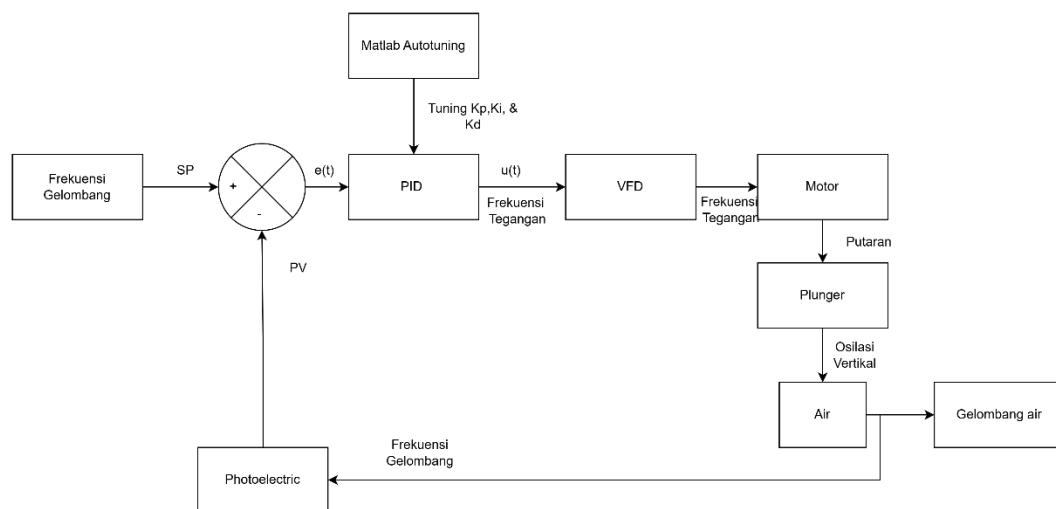 Matlab Autotuning
Tuning Kp,Ki, &
Kd
Frekuensi
Gelombang
SP
+
-
e(t)
PID
u(t)
Frekuensi
Tegangan
VFD
Frekuensi
Tegangan
Motor
Putaran
Plunger
Osilasi
Vertikal
Air
Gelombang air
Frekuensi
Gelombang
Photoelectric
PV